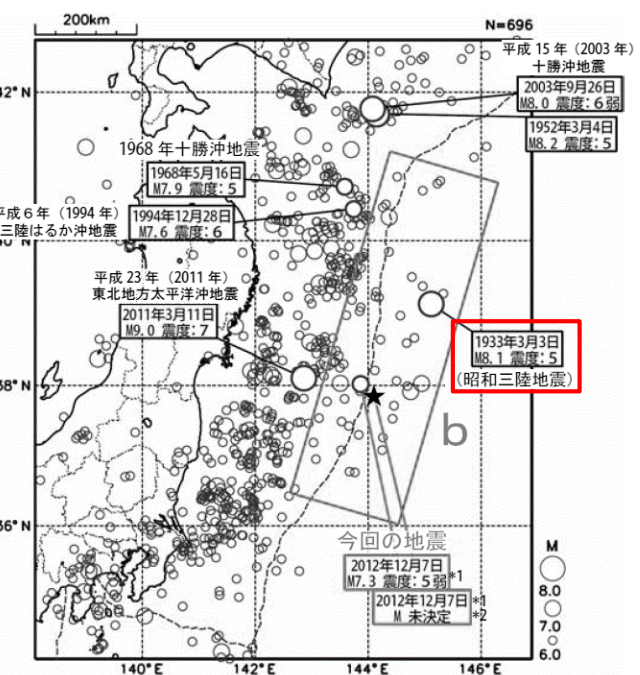 200km
N=696
平成 15 年（2003 年）
十勝沖地震
2003年9月26日
M8.0 震度：6弱
1952年3月4日
M8.2 震度：5
42°N
1968 年十勝沖地震
1968年5月16日
M7.9 震度：5
平成６年（1994 年）
三陸はるか沖地震
1994年12月28日
M7.6 震度：6
40°N
平成 23 年（2011 年）
東北地方太平洋沖地震
2011年3月11日
M9.0 震度：7
1933年3月3日
M8.1 震度：5
（昭和三陸地震）
38°N
b
36°N
今回の地震
2012年12月7日
M7.3 震度：5弱
*1
2012年12月7日
M 未決定
*1
*2
M
8.0
7.0
6.0
140°E
142°E
144°E
146°E